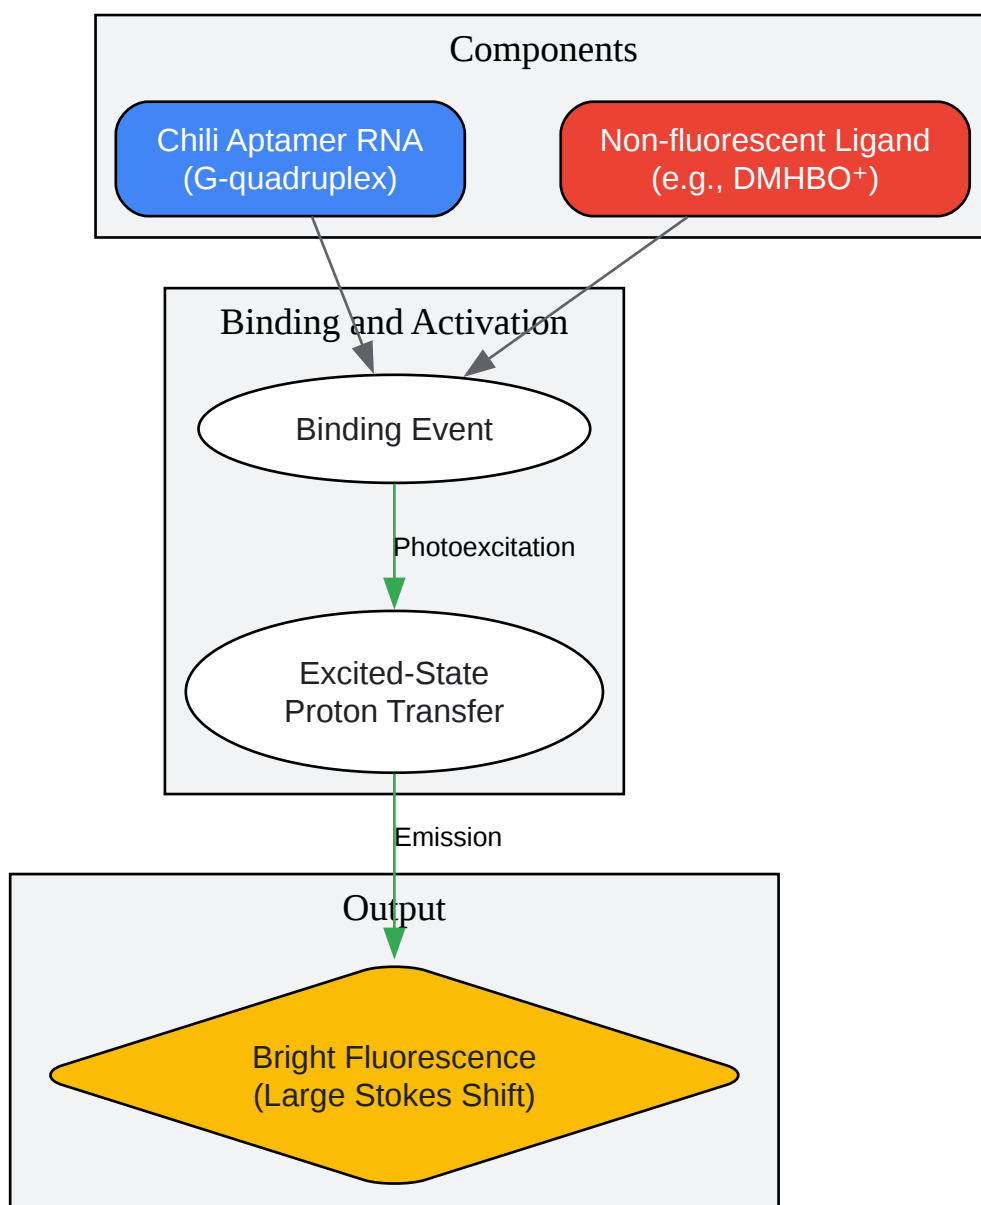 Components
Chili Aptamer RNA
(G-quadruplex)
Non-fluorescent Ligand
(e.g., DMHBO⁺)
Binding and Activation
Binding Event
Photoexcitation
Excited-State
Proton Transfer
Emission
Output
Bright Fluorescence
(Large Stokes Shift)